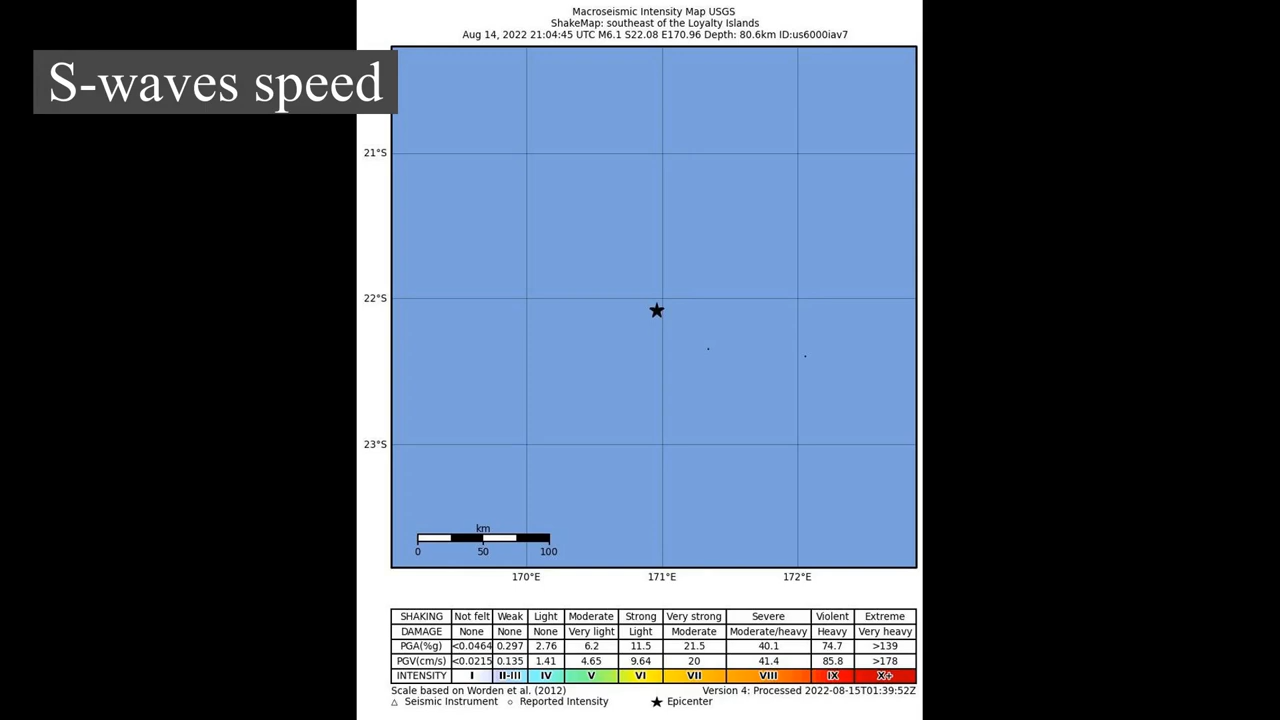 Macroseismic Intensity Map USGS
ShakeMap: southeast of the Loyalty Islands
Aug 14, 2022 21:04:45 UTC M6.1 S22.08 E170.96 Depth: 80.6km ID:us6000iav7
S-waves speed
21°S
22°S
23°S
km
0 50 100
170°E 171°E 172°E
SHAKING Not felt Weak Light Moderate Strong Very strong Severe Violent Extreme
DAMAGE None None None Very light Light Moderate Moderate/heavy Heavy Very heavy
PGA(%g) <0.0464 0.297 2.76 6.2 11.5 21.5 40.1 74.7 >139
PGV(cm/s) <0.0215 0.135 1.41 4.65 9.64 20 41.4 85.8 >178
INTENSITY I II-III IV V VI VII VIII IX X+
Scale based on Worden et al. (2012) Version 4: Processed 2022-08-15T01:39:52Z
△ Seismic Instrument ○ Reported Intensity ★ Epicenter